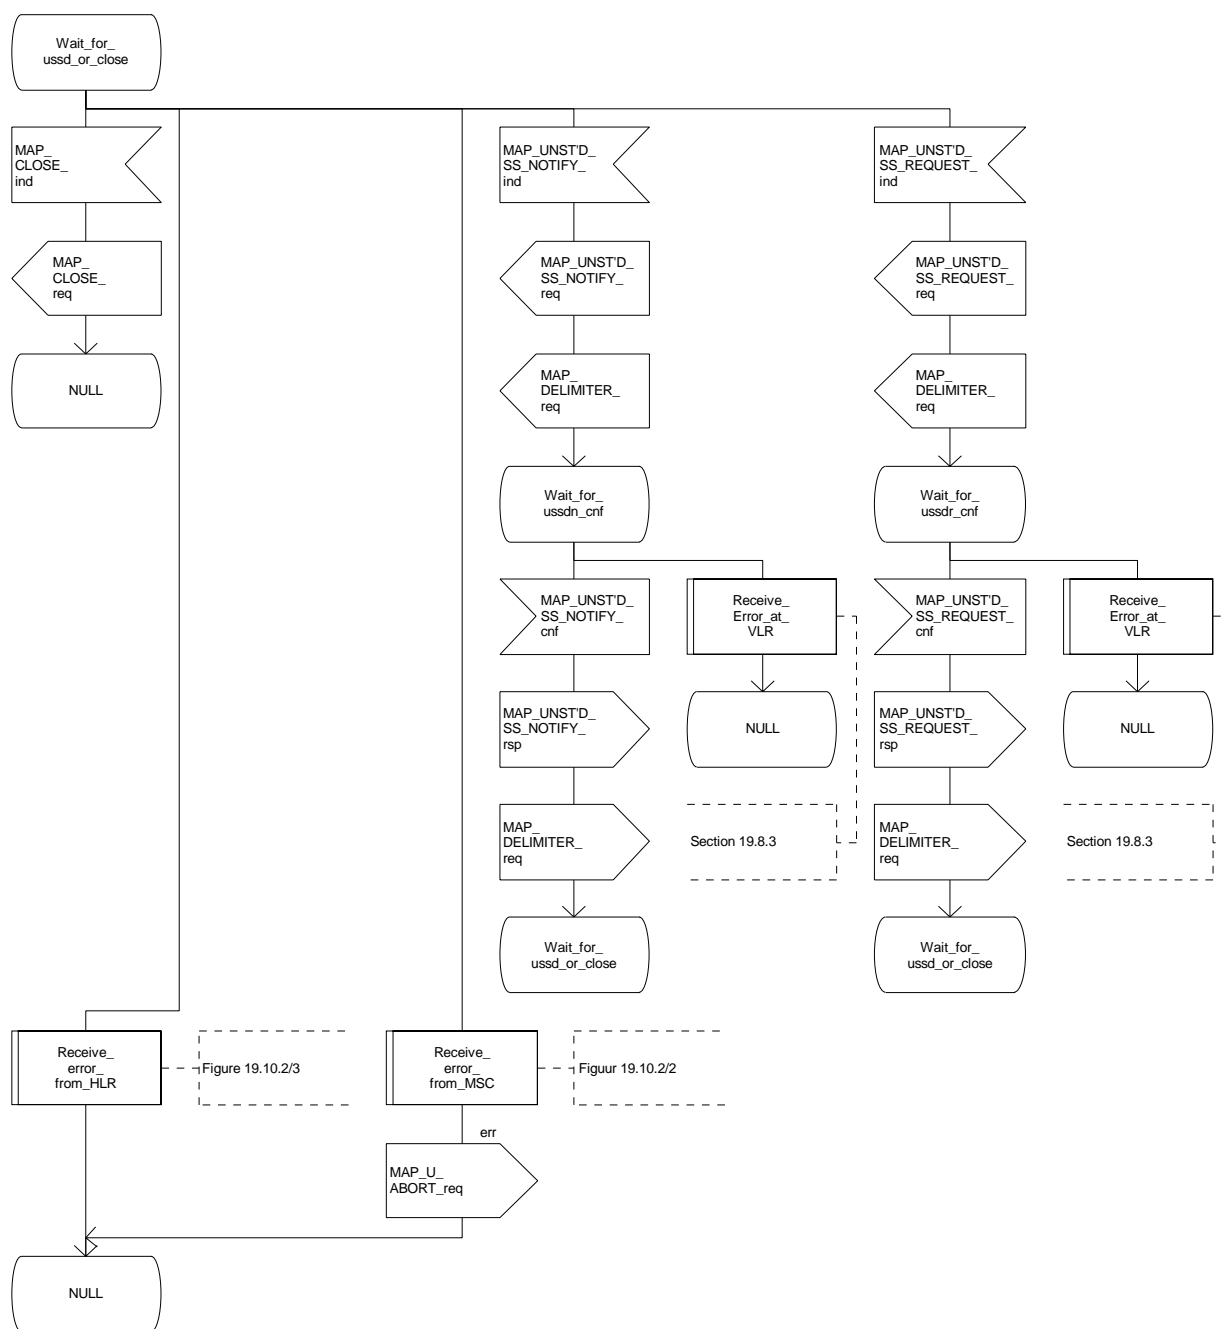 Wait_for_
ussd_or_close
MAP_
CLOSE_
ind
MAP_UNST'D_
SS_NOTIFY_
ind
MAP_UNST'D_
SS_REQUEST_
ind
MAP_
CLOSE_
req
MAP_UNST'D_
SS_NOTIFY_
req
MAP_UNST'D_
SS_REQUEST_
req
NULL
MAP_
DELIMITER_
req
MAP_
DELIMITER_
req
Wait_for_
ussdn_cnf
Wait_for_
ussdr_cnf
MAP_UNST'D_
SS_NOTIFY_
cnf
Receive_
Error_at_
VLR
MAP_UNST'D_
SS_REQUEST_
cnf
Receive_
Error_at_
VLR
MAP_UNST'D_
SS_NOTIFY_
rsp
NULL
MAP_UNST'D_
SS_REQUEST_
rsp
NULL
MAP_
DELIMITER_
req
Section 19.8.3
MAP_
DELIMITER_
req
Section 19.8.3
Wait_for_
ussd_or_close
Wait_for_
ussd_or_close
Receive_
error_
from_HLR
Figure 19.10.2/3
Receive_
error_
from_MSC
Figuur 19.10.2/2
err
MAP_U_
ABORT_req
NULL